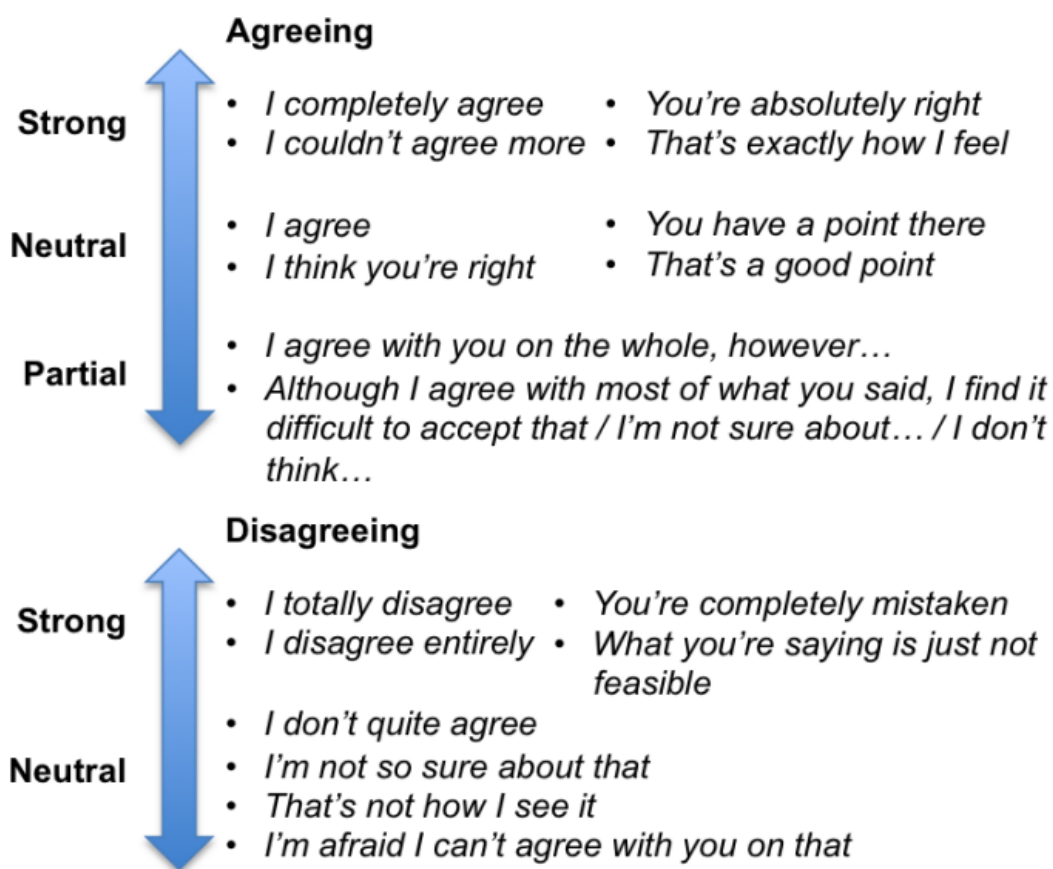 Agreeing
Strong
• I completely agree
• I couldn’t agree more
• You’re absolutely right
• That’s exactly how I feel
Neutral
• I agree
• I think you’re right
• You have a point there
• That’s a good point
Partial
• I agree with you on the whole, however…
• Although I agree with most of what you said, I find it
difficult to accept that / I’m not sure about… / I don’t
think…
Disagreeing
Strong
• I totally disagree
• I disagree entirely
• You’re completely mistaken
• What you’re saying is just not
feasible
Neutral
• I don’t quite agree
• I’m not so sure about that
• That’s not how I see it
• I’m afraid I can’t agree with you on that